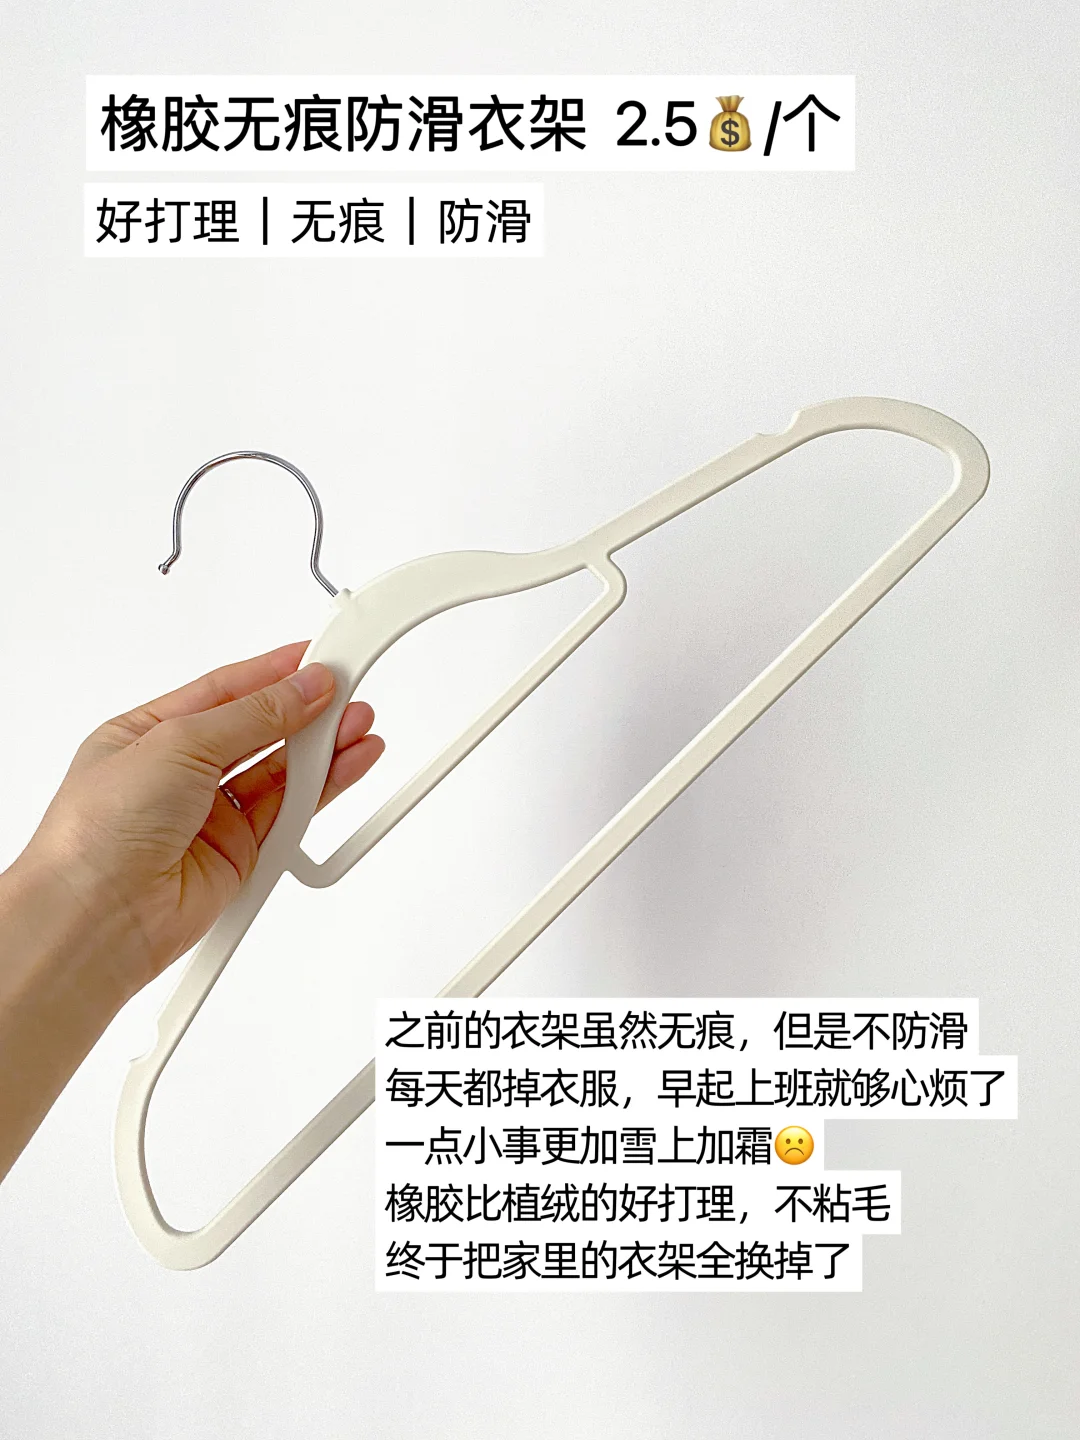 橡胶无痕防滑衣架 2.5💰/个
好打理｜无痕｜防滑
之前的衣架虽然无痕，但是不防滑
每天都掉衣服，早起上班就够心烦了
一点小事更加雪上加霜☹️
橡胶比植绒的好打理，不粘毛
终于把家里的衣架全换掉了